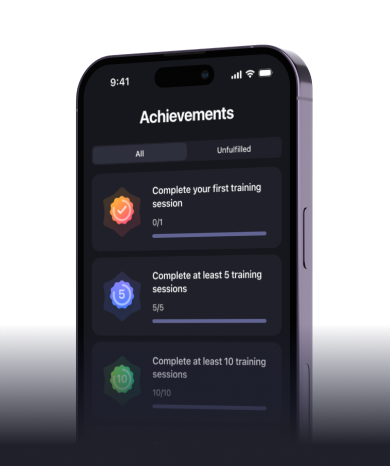 9:41
Achievements
All
Unfulfilled
Complete your first training
session
0/1
Complete at least 5 training
sessions
5
5/5
Complete at least 10 training
sessions
10
10/10